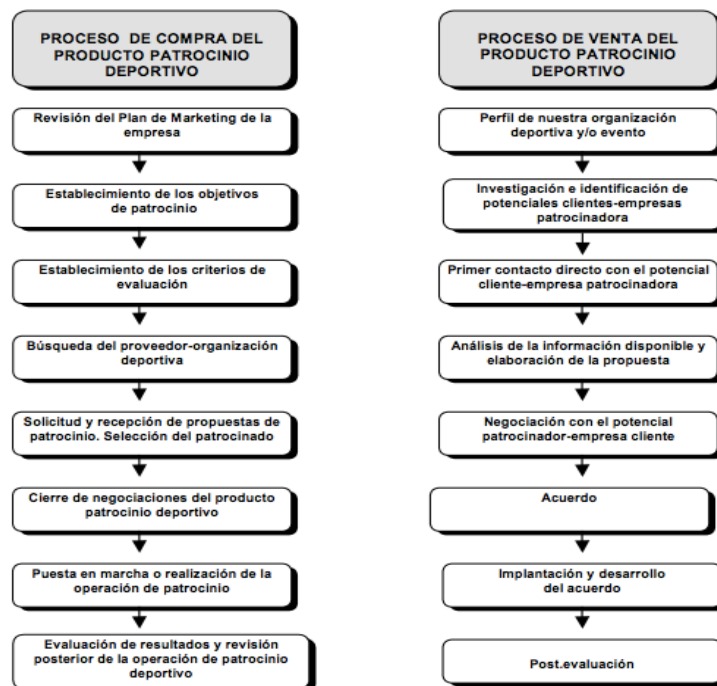 PROCESO DE COMPRA DEL
PRODUCTO PATROCINIO
DEPORTIVO
Revisión del Plan de Marketing de la
empresa
Establecimiento de los objetivos
de patrocinio
Establecimiento de los criterios de
evaluación
Búsqueda del proveedor-organización
deportiva
Solicitud y recepción de propuestas de
patrocinio. Selección del patrocinado
Cierre de negociaciones del producto
patrocinio deportivo
Puesta en marcha o realización de la
operación de patrocinio
Evaluación de resultados y revisión
posterior de la operación de patrocinio
deportivo
PROCESO DE VENTA DEL
PRODUCTO PATROCINIO
DEPORTIVO
Perfil de nuestra organización
deportiva y/o evento
Investigación e identificación de
potenciales clientes-empresas
patrocinadora
Primer contacto directo con el potencial
cliente-empresa patrocinadora
Análisis de la información disponible y
elaboración de la propuesta
Negociación con el potencial
patrocinador-empresa cliente
Acuerdo
Implantación y desarrollo
del acuerdo
Post.evaluación